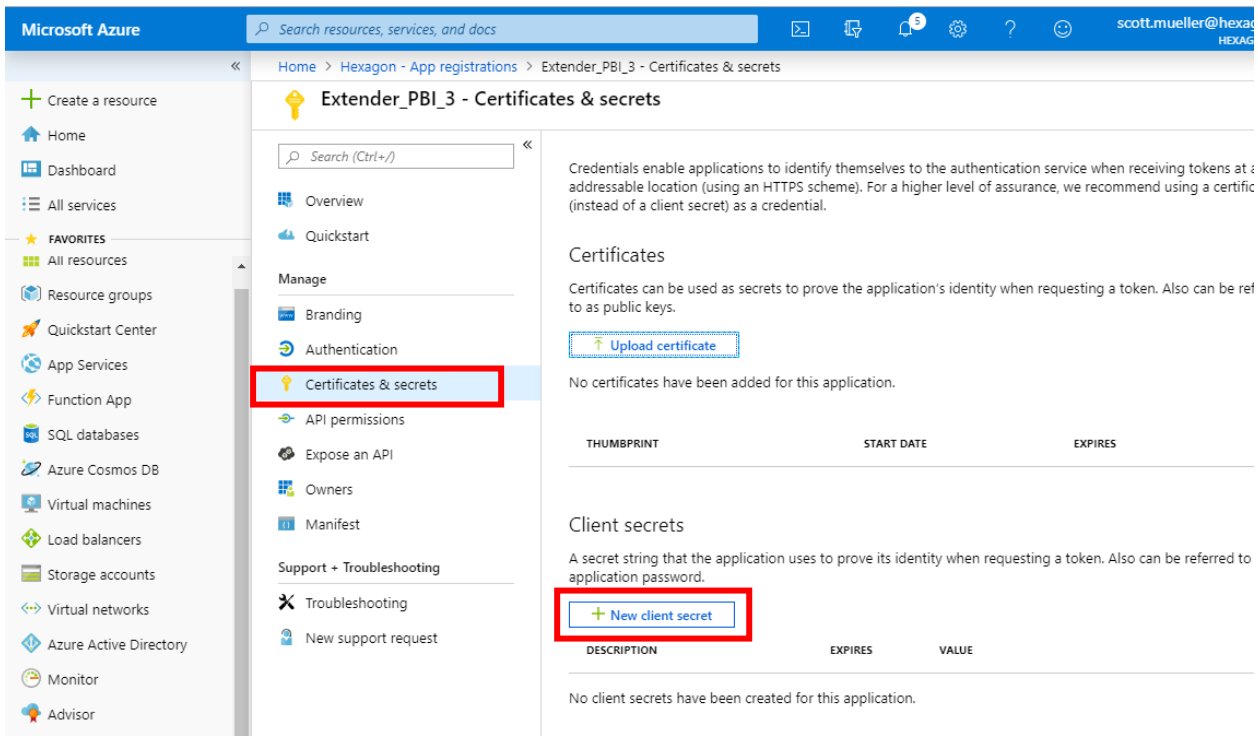 Microsoft Azure
Search resources, services, and docs
5
scott.mueller@hexag
HEXAG
Home > Hexagon - App registrations > Extender_PBI_3 - Certificates & secrets
Create a resource
Home
Dashboard
All services
FAVORITES
All resources
Resource groups
Quickstart Center
App Services
Function App
SQL databases
Azure Cosmos DB
Virtual machines
Load balancers
Storage accounts
Virtual networks
Azure Active Directory
Monitor
Advisor
Extender_PBI_3 - Certificates & secrets
Search (Ctrl+/)
Overview
Quickstart
Manage
Branding
Authentication
Certificates & secrets
API permissions
Expose an API
Owners
Manifest
Support + Troubleshooting
Troubleshooting
New support request
Credentials enable applications to identify themselves to the authentication service when receiving tokens at a
addressable location (using an HTTPS scheme). For a higher level of assurance, we recommend using a certific
(instead of a client secret) as a credential.
Certificates
Certificates can be used as secrets to prove the application's identity when requesting a token. Also can be ref
to as public keys.
Upload certificate
No certificates have been added for this application.
THUMBPRINT START DATE EXPIRES
Client secrets
A secret string that the application uses to prove its identity when requesting a token. Also can be referred to
application password.
+ New client secret
DESCRIPTION EXPIRES VALUE
No client secrets have been created for this application.